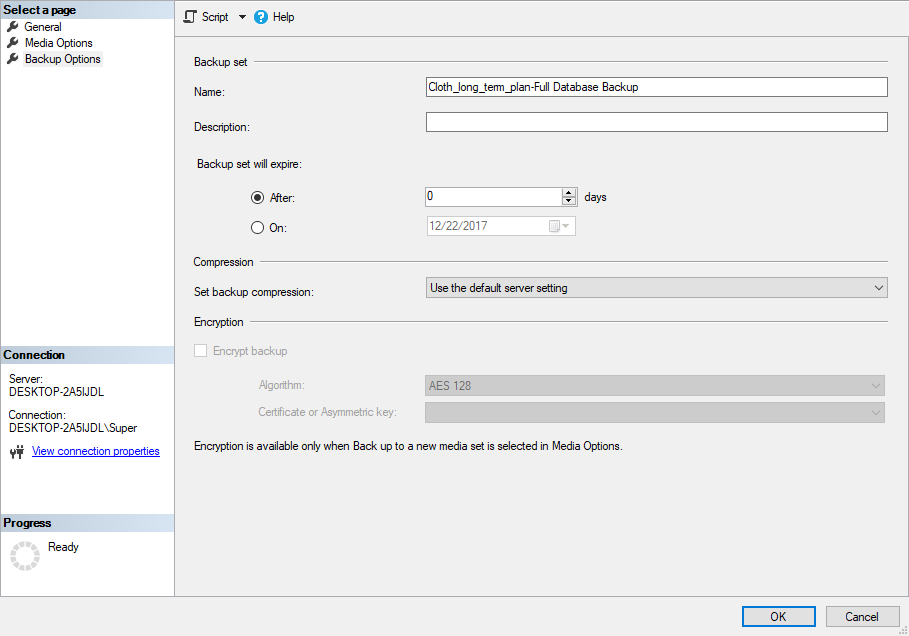 Select a page
General
Media Options
Backup Options
Script
Help
Backup set
Name:
Cloth_long_term_plan-Full Database Backup
Description:
Backup set will expire:
After:
0
days
On:
12/22/2017
Compression
Set backup compression:
Use the default server setting
Encryption
Encrypt backup
Algorithm:
AES 128
Certificate or Asymmetric key:
Encryption is available only when Back up to a new media set is selected in Media Options.
Connection
Server:
DESKTOP-2A5IJDL
Connection:
DESKTOP-2A5IJDL\Super
View connection properties
Progress
Ready
OK
Cancel